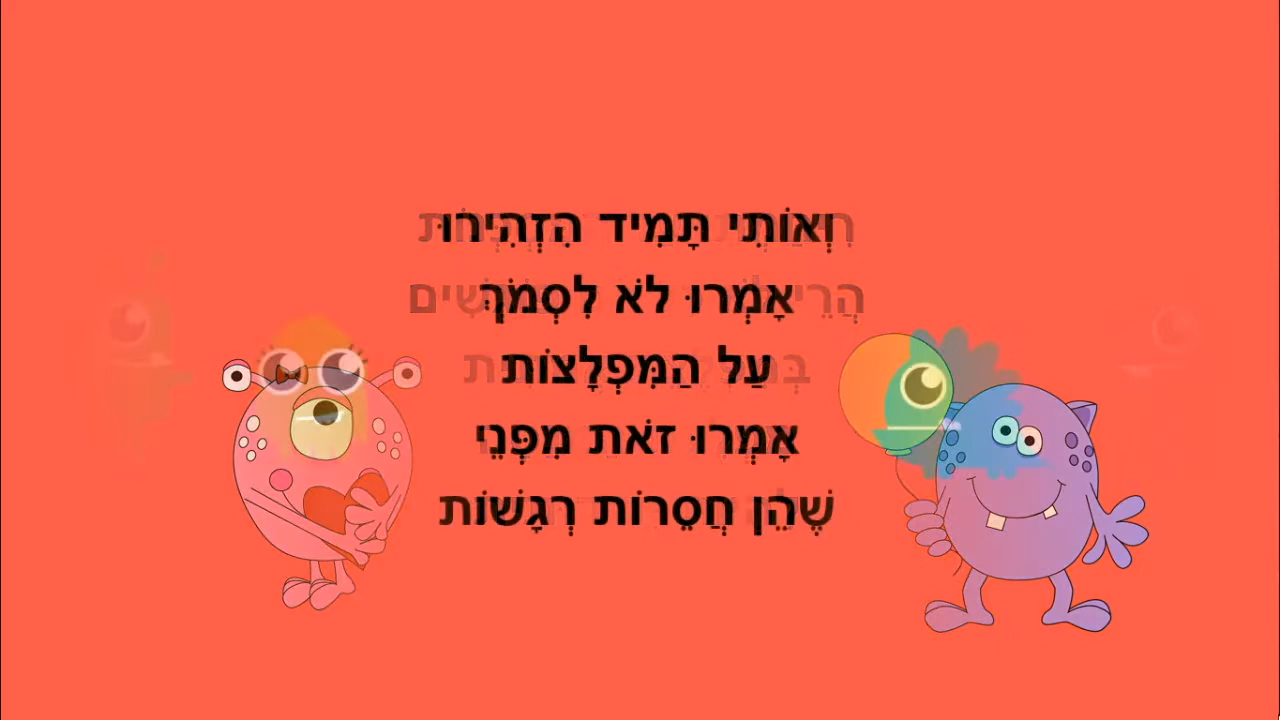 וְאוֹתִי תָּמִיד הִזְהִירוּ
אָמְרוּ לֹא לִסְמֹךְ
עַל הַמִּפְלָצוֹת
אָמְרוּ זֹאת מִפְּנֵי
שֶׁהֵן חֲסֵרוֹת רְגָשׁוֹת